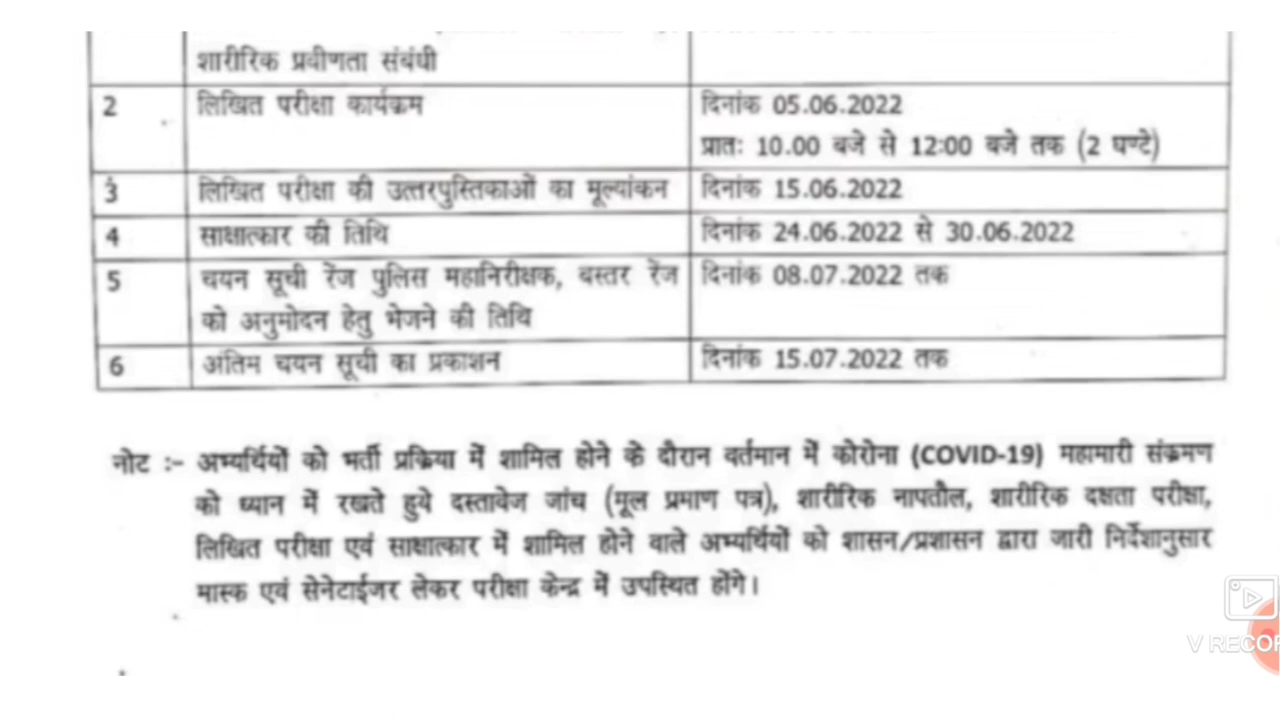 शारीरिक प्रवीणता संबंधी
2 लिखित परीक्षा कार्यक्रम दिनांक 05.06.2022
प्रातः 10.00 बजे से 12:00 बजे तक (2 घण्टे)
3 लिखित परीक्षा की उत्तरपुस्तिकाओं का मूल्यांकन दिनांक 15.06.2022
4 साक्षात्कार की तिथि दिनांक 24.06.2022 से 30.06.2022
5 चयन सूची रेंज पुलिस महानिरीक्षक, बस्तर रेंज दिनांक 08.07.2022 तक
को अनुमोदन हेतु भेजने की तिथि
6 अंतिम चयन सूची का प्रकाशन दिनांक 15.07.2022 तक
नोट :- अभ्यर्थियों को भर्ती प्रक्रिया में शामिल होने के दौरान वर्तमान में कोरोना (COVID-19) महामारी संक्रमण
को ध्यान में रखते हुये दस्तावेज जांच (मूल प्रमाण पत्र), शारीरिक नापतौल, शारीरिक दक्षता परीक्षा,
लिखित परीक्षा एवं साक्षात्कार में शामिल होने वाले अभ्यर्थियों को शासन/प्रशासन द्वारा जारी निर्देशानुसार
मास्क एवं सेनेटाईजर लेकर परीक्षा केन्द्र में उपस्थित होंगे।
V RECOR